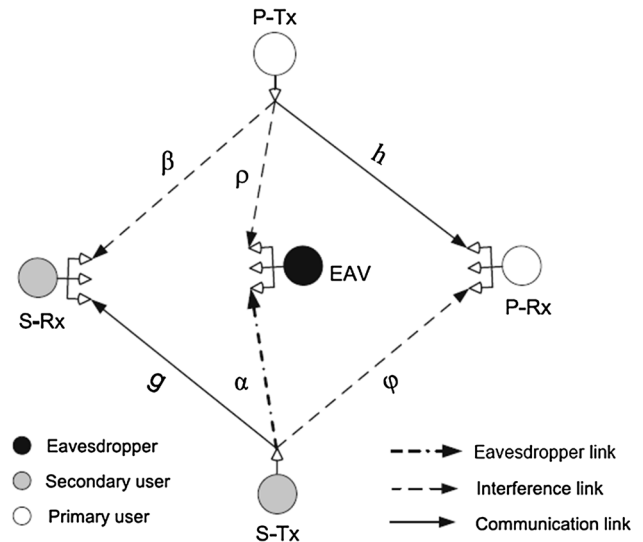 P-Tx
β
ρ
h
EAV
S-Rx
P-Rx
g
α
φ
Eavesdropper
Secondary user
Primary user
S-Tx
Eavesdropper link
Interference link
Communication link